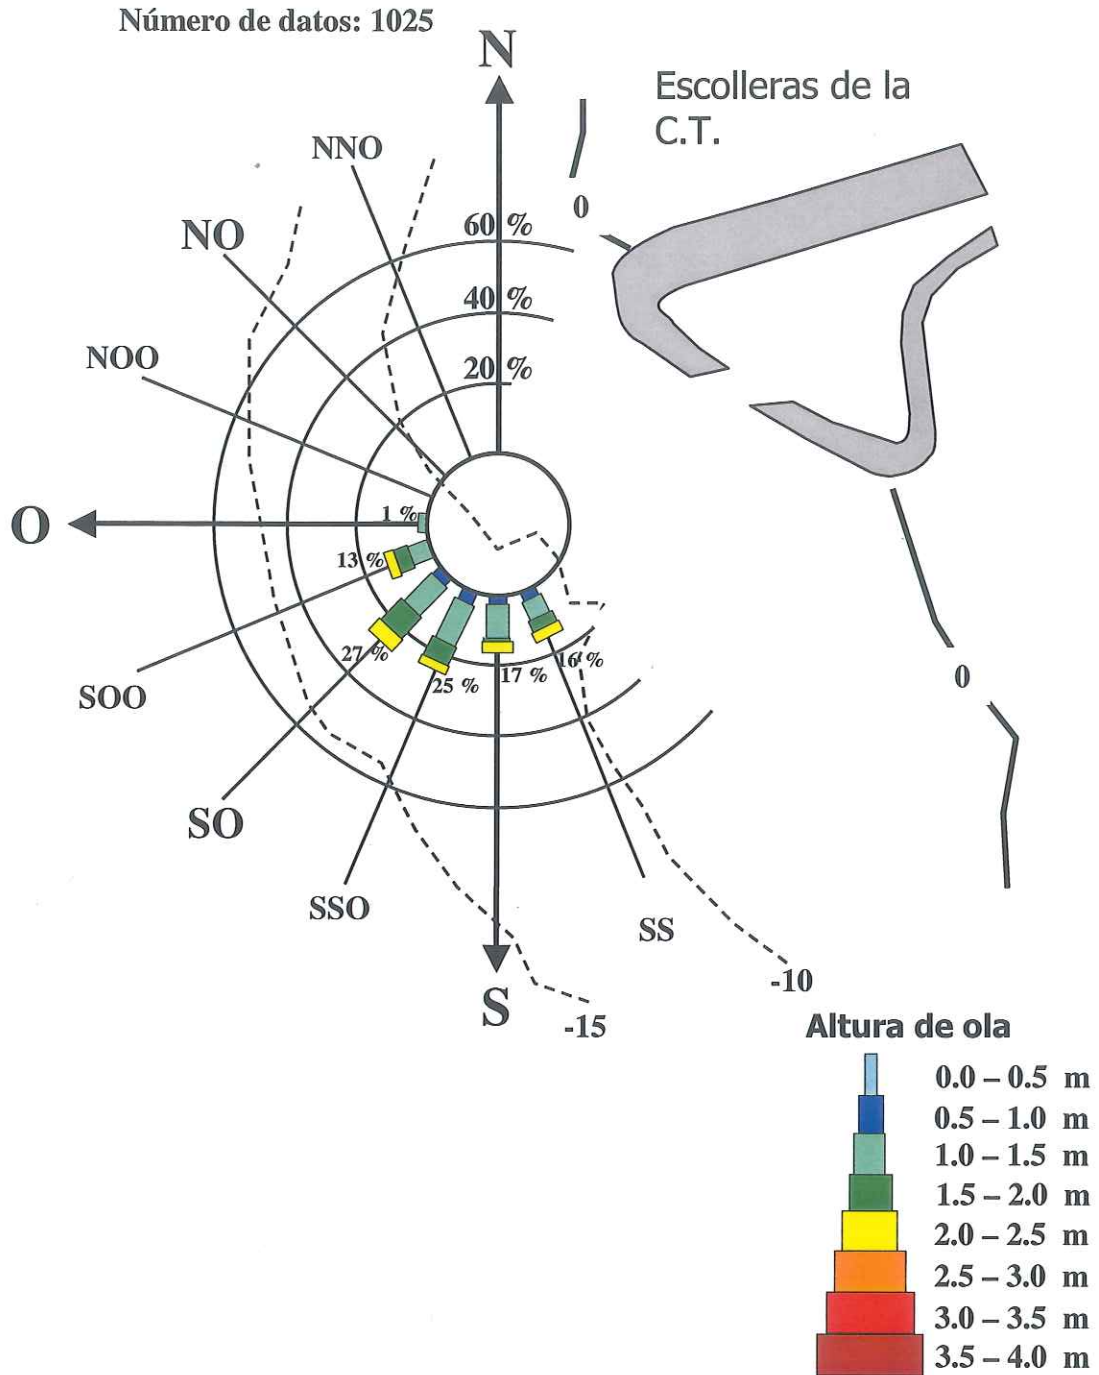 Número de datos: 1025
N
Escolleras de la
C.T.
NNO
0
60 %
NO
40 %
NOO
20 %
O
1 %
13 %
27 %
16 %
17 %
25 %
SOO
0
SO
SSO
SS
-10
S
-15
Altura de ola
0.0 – 0.5 m
0.5 – 1.0 m
1.0 – 1.5 m
1.5 – 2.0 m
2.0 – 2.5 m
2.5 – 3.0 m
3.0 – 3.5 m
3.5 – 4.0 m